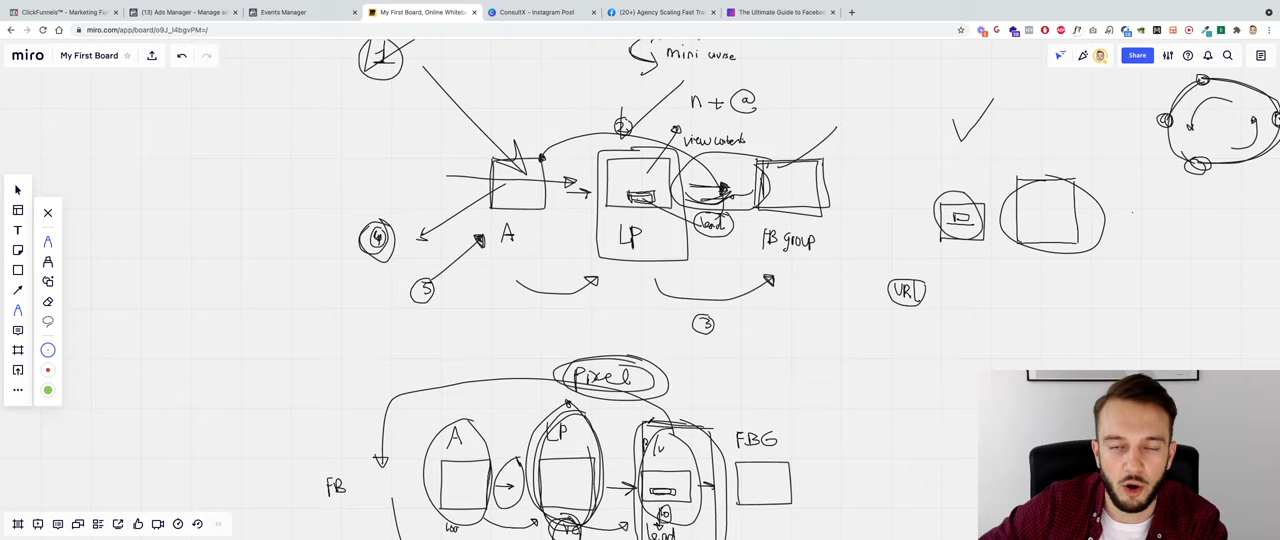 ClickFunnels™ - Marketing Fu
(13) Ads Manager - Manage a
Events Manager
My First Board, Online Whitebo
ConsultX - Instagram Post
(20+) Agency Scaling Fast Tra
The Ultimate Guide to Facebo
miro.com/app/board/o9J_l4bgvPM=/
miro
My First Board
Share
1
mini
n + @
2
view content
4
A
LP
lead
FB group
5
3
URL
Pixel
A
LP
FBG
FB
lead